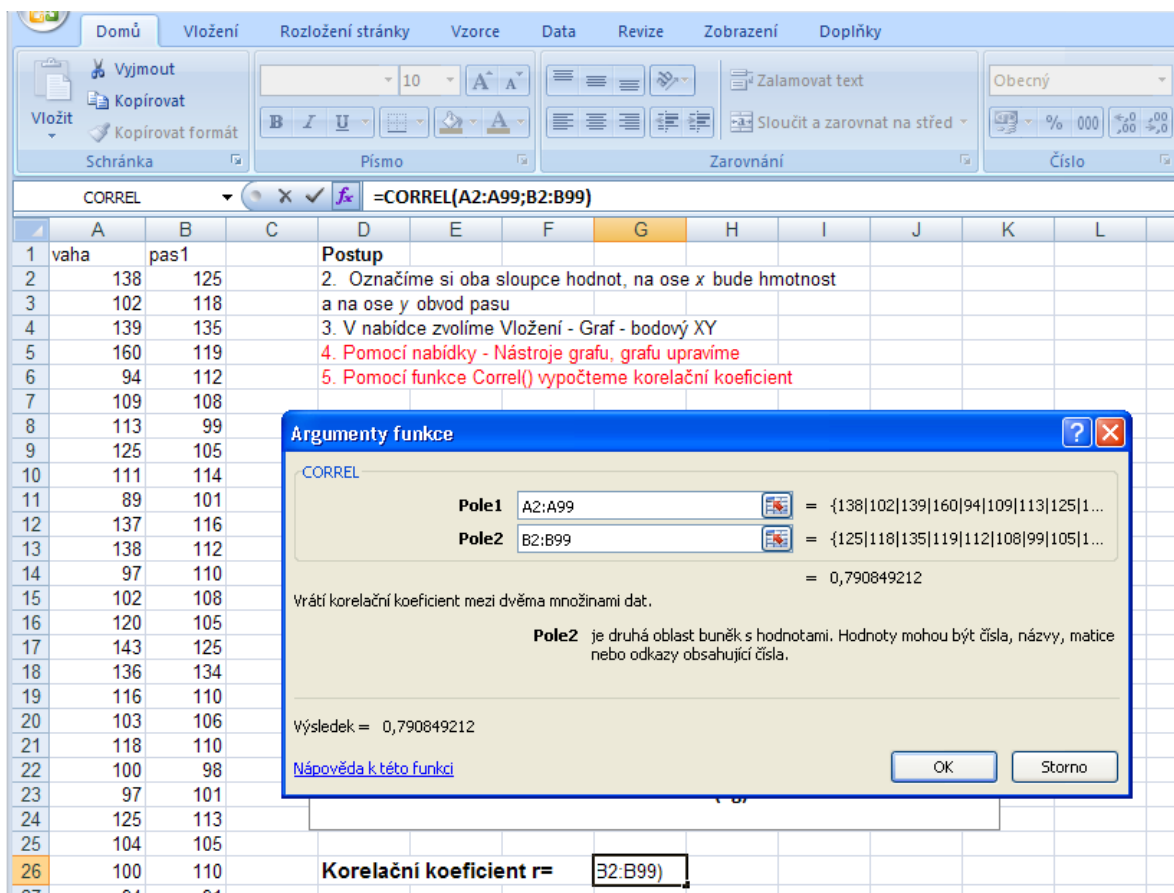 Domů Vložení Rozložení stránky Vzorce Data Revize Zobrazení Doplňky
Vložit
Vyjmout
Kopírovat
Kopírovat formát
Schránka
10
A A
B I U
A
Písmo
Zalamovat text
Sloučit a zarovnat na střed
Zarovnání
Obecný
% 000 ,00 ,00
Číslo
CORREL fx =CORREL(A2:A99;B2:B99)
A B C D E F G H I J K L
1 vaha pas1 Postup
2 138 125 2. Označíme si oba sloupce hodnot, na ose x bude hmotnost
3 102 118 a na ose y obvod pasu
4 139 135 3. V nabídce zvolíme Vložení - Graf - bodový XY
5 160 119 4. Pomocí nabídky - Nástroje grafu, grafu upravíme
6 94 112 5. Pomocí funkce Correl() vypočteme korelační koeficient
7 109 108
8 113 99
9 125 105
10 111 114
11 89 101
12 137 116
13 138 112
14 97 110
15 102 108
16 120 105
17 143 125
18 136 134
19 116 110
20 103 106
21 118 110
22 100 98
23 97 101
24 125 113
25 104 105
26 100 110 Korelační koeficient r= B2:B99)
Argumenty funkce
CORREL
Pole1 A2:A99 = {138|102|139|160|94|109|113|125|1...
Pole2 B2:B99 = {125|118|135|119|112|108|99|105|1...
= 0,790849212
Vrátí korelační koeficient mezi dvěma množinami dat.
Pole2 je druhá oblast buněk s hodnotami. Hodnoty mohou být čísla, názvy, matice
nebo odkazy obsahující čísla.
Výsledek = 0,790849212
Nápověda k této funkci
OK Storno